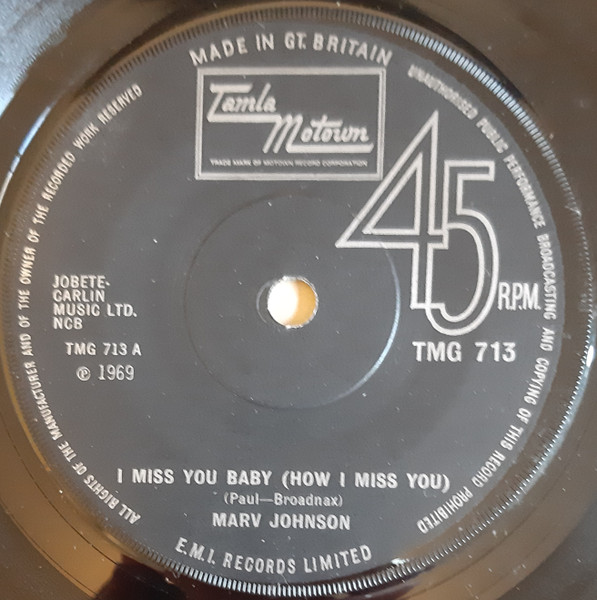 MADE IN GT. BRITAIN
UNAUTHORISED PUBLIC PERFORMANCE BROADCASTING AND COPYING OF THIS RECORD PROHIBITED
ALL RIGHTS OF THE MANUFACTURER AND OF THE OWNER OF THE RECORDED WORK RESERVED
Tamla
Motown
TRADE MARK OF MOTOWN RECORD CORPORATION
45
R.P.M.
JOBETE-
CARLIN
MUSIC LTD.
NCB
TMG 713 A
℗ 1969
TMG 713
I MISS YOU BABY (HOW I MISS YOU)
(Paul—Broadnax)
MARV JOHNSON
E.M.I. RECORDS LIMITED